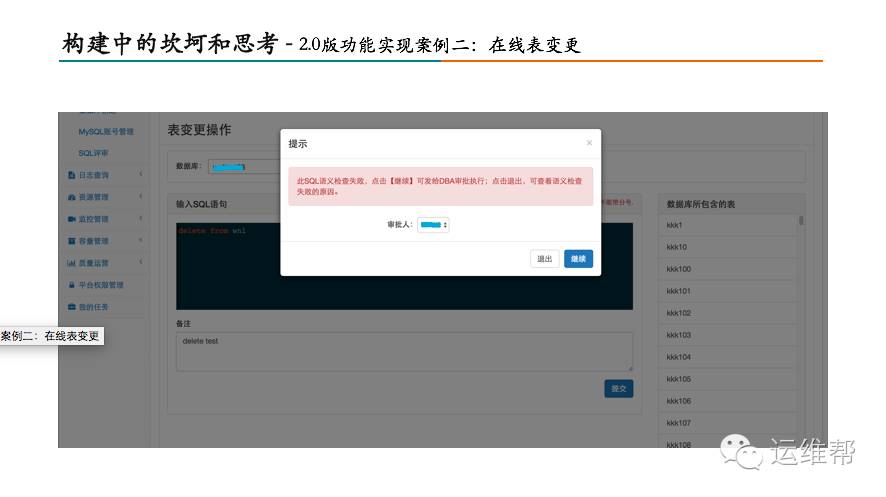 构建中的坎坷和思考 - 2.0版功能实现案例二：在线表变更
MySQL账号管理
SQL评审
日志查询
资源管理
监控管理
容量管理
质量运营
平台权限管理
我的任务
案例二：在线表变更
表变更操作
数据库:
输入SQL语句
不能带分号.
delete from wnl
备注
delete test
提交
提示
×
此SQL语义检查失败，点击【继续】可发给DBA审批执行；点击退出，可查看语义检查
失败的原因。
审批人:
退出
继续
数据库所包含的表
kkk1
kkk10
kkk100
kkk101
kkk102
kkk103
kkk104
kkk105
kkk106
kkk107
kkk108
运维帮